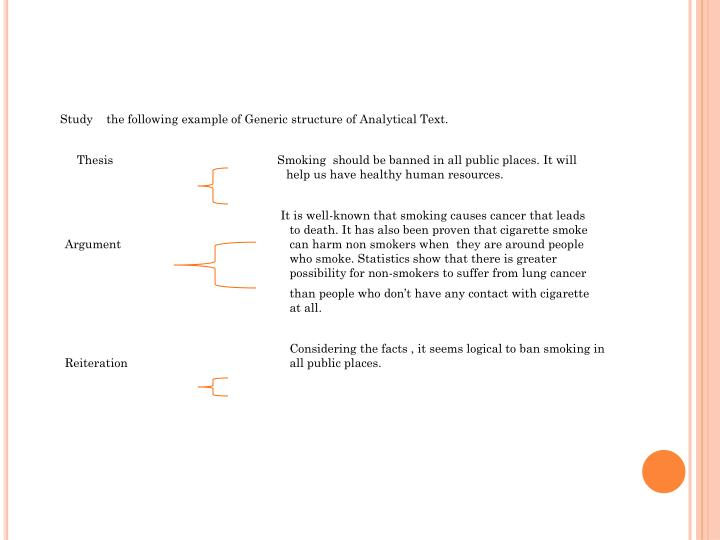 Study    the following example of Generic structure of Analytical Text.
Thesis
Smoking  should be banned in all public places. It will
help us have healthy human resources.
Argument
It is well-known that smoking causes cancer that leads
to death. It has also been proven that cigarette smoke
can harm non smokers when  they are around people
who smoke. Statistics show that there is greater
possibility for non-smokers to suffer from lung cancer
than people who don’t have any contact with cigarette
at all.
Reiteration
Considering the facts , it seems logical to ban smoking in
all public places.